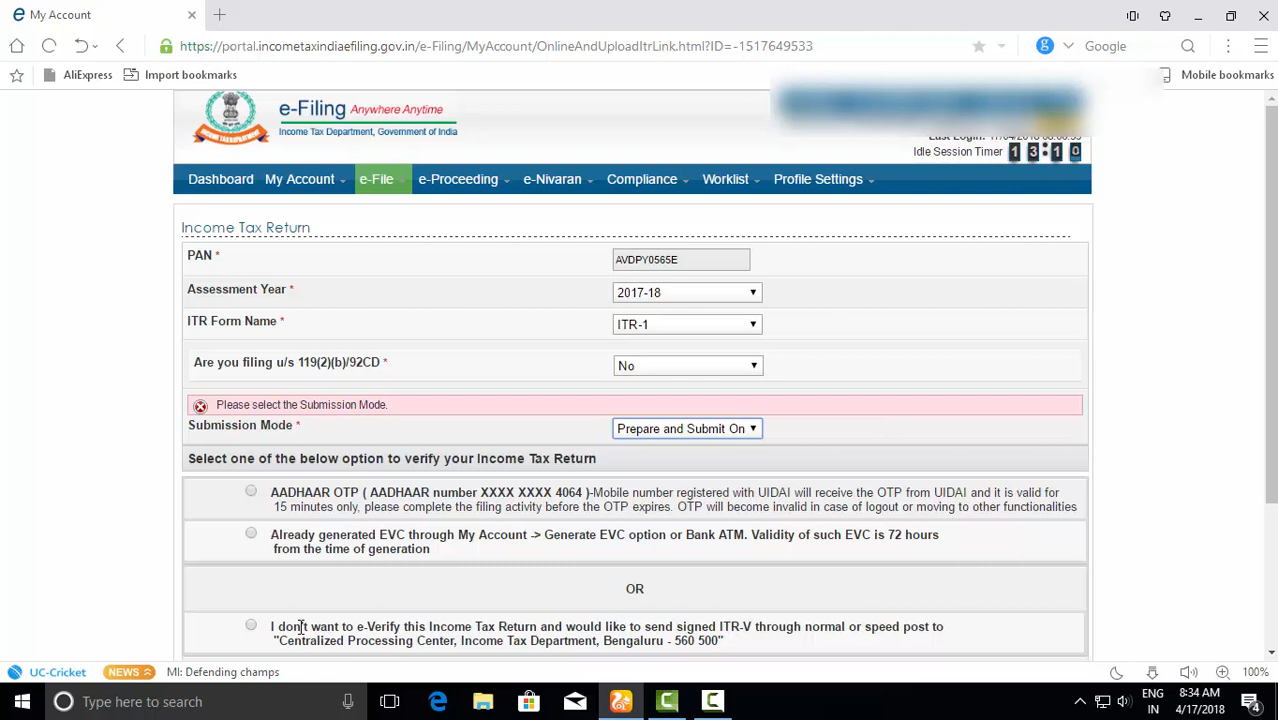 My Account
https://portal.incometaxindiaefiling.gov.in/e-Filing/MyAccount/OnlineAndUploadItrLink.html?ID=-1517649533
Google
AliExpress
Import bookmarks
Mobile bookmarks
e-Filing Anywhere Anytime
Income Tax Department, Government of India
Idle Session Timer 1 3 : 1 0
Dashboard My Account e-File e-Proceeding e-Nivaran Compliance Worklist Profile Settings
Income Tax Return
PAN * AVDPY0565E
Assessment Year * 2017-18
ITR Form Name * ITR-1
Are you filing u/s 119(2)(b)/92CD * No
Please select the Submission Mode.
Submission Mode * Prepare and Submit On
Select one of the below option to verify your Income Tax Return
AADHAAR OTP ( AADHAAR number XXXX XXXX 4064 )-Mobile number registered with UIDAI will receive the OTP from UIDAI and it is valid for
15 minutes only, please complete the filing activity before the OTP expires. OTP will become invalid in case of logout or moving to other functionalities
Already generated EVC through My Account -> Generate EVC option or Bank ATM. Validity of such EVC is 72 hours
from the time of generation
OR
I don't want to e-Verify this Income Tax Return and would like to send signed ITR-V through normal or speed post to
"Centralized Processing Center, Income Tax Department, Bengaluru - 560 500"
UC-Cricket NEWS MI: Defending champs
100%
Type here to search
ENG
IN
8:34 AM
4/17/2018
4